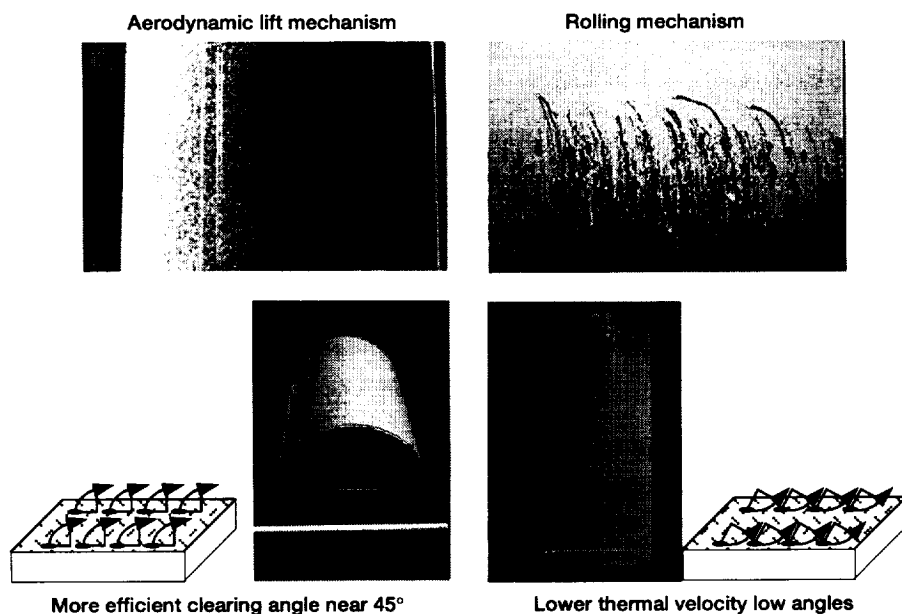 Aerodynamic lift mechanism
Rolling mechanism
More efficient clearing angle near 45°
Lower thermal velocity low angles